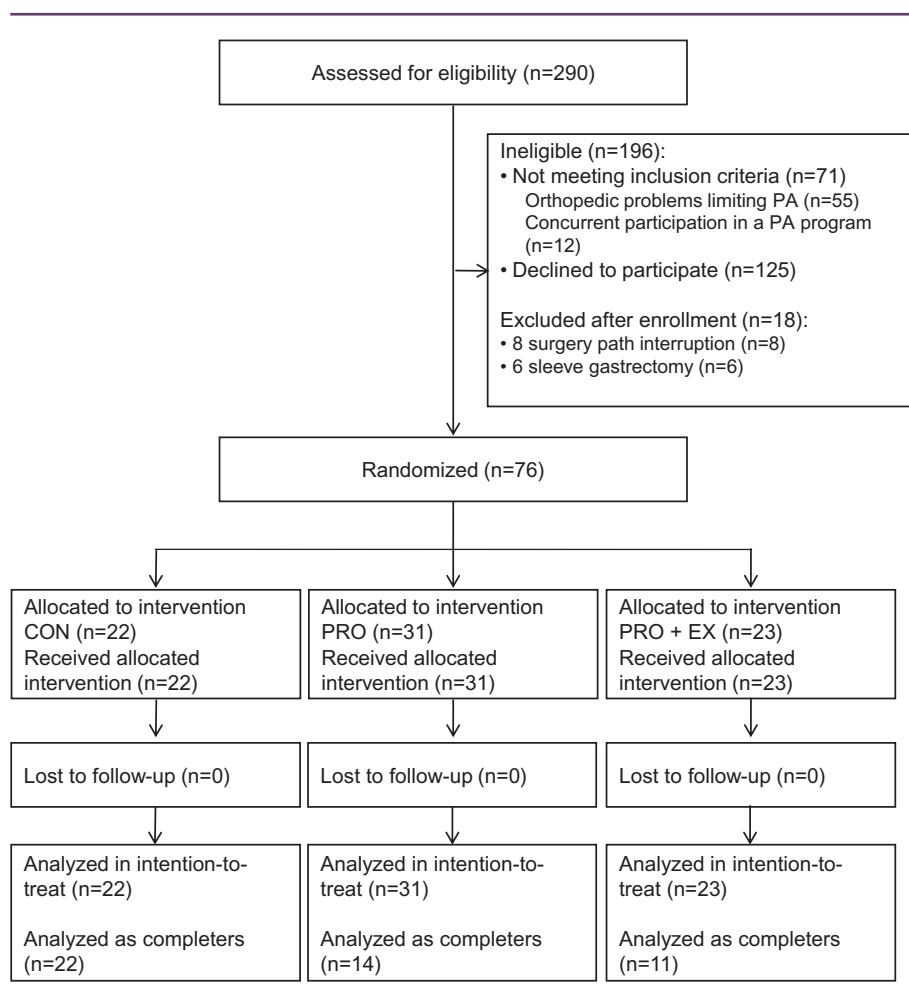 Assessed for eligibility (n=290)
Ineligible (n=196):
• Not meeting inclusion criteria (n=71)
Orthopedic problems limiting PA (n=55)
Concurrent participation in a PA program
(n=12)
• Declined to participate (n=125)
Excluded after enrollment (n=18):
• 8 surgery path interruption (n=8)
• 6 sleeve gastrectomy (n=6)
Randomized (n=76)
Allocated to intervention
CON (n=22)
Received allocated
intervention (n=22)
Allocated to intervention
PRO (n=31)
Received allocated
intervention (n=31)
Allocated to intervention
PRO + EX (n=23)
Received allocated
intervention (n=23)
Lost to follow-up (n=0)
Lost to follow-up (n=0)
Lost to follow-up (n=0)
Analyzed in intention-to-
treat (n=22)
Analyzed as completers
(n=22)
Analyzed in intention-to-
treat (n=31)
Analyzed as completers
(n=14)
Analyzed in intention-to-
treat (n=23)
Analyzed as completers
(n=11)